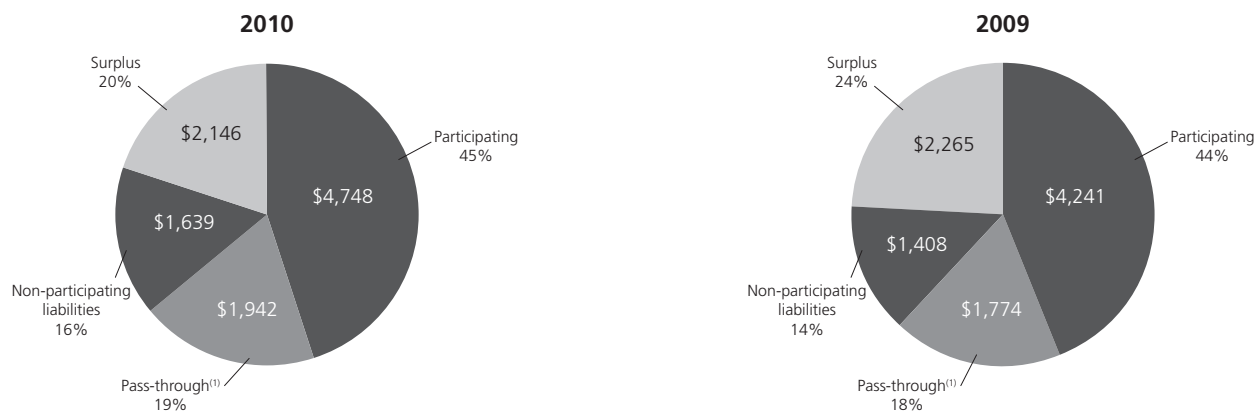 2010
Surplus
20%
$2,146
Participating
45%
$4,748
$1,639
Non-participating
liabilities
16%
$1,942
Pass-through(1)
19%
2009
Surplus
24%
$2,265
Participating
44%
$4,241
$1,408
Non-participating
liabilities
14%
$1,774
Pass-through(1)
18%